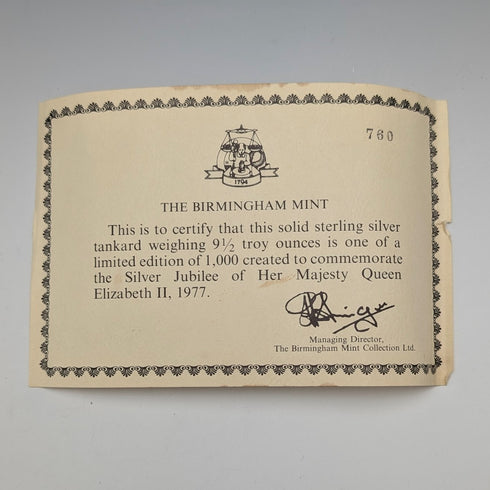 760
1794
THE BIRMINGHAM MINT
This is to certify that this solid sterling silver
tankard weighing 9½ troy ounces is one of a
limited edition of 1,000 created to commemorate
the Silver Jubilee of Her Majesty Queen
Elizabeth II, 1977.
Managing Director,
The Birmingham Mint Collection Ltd.